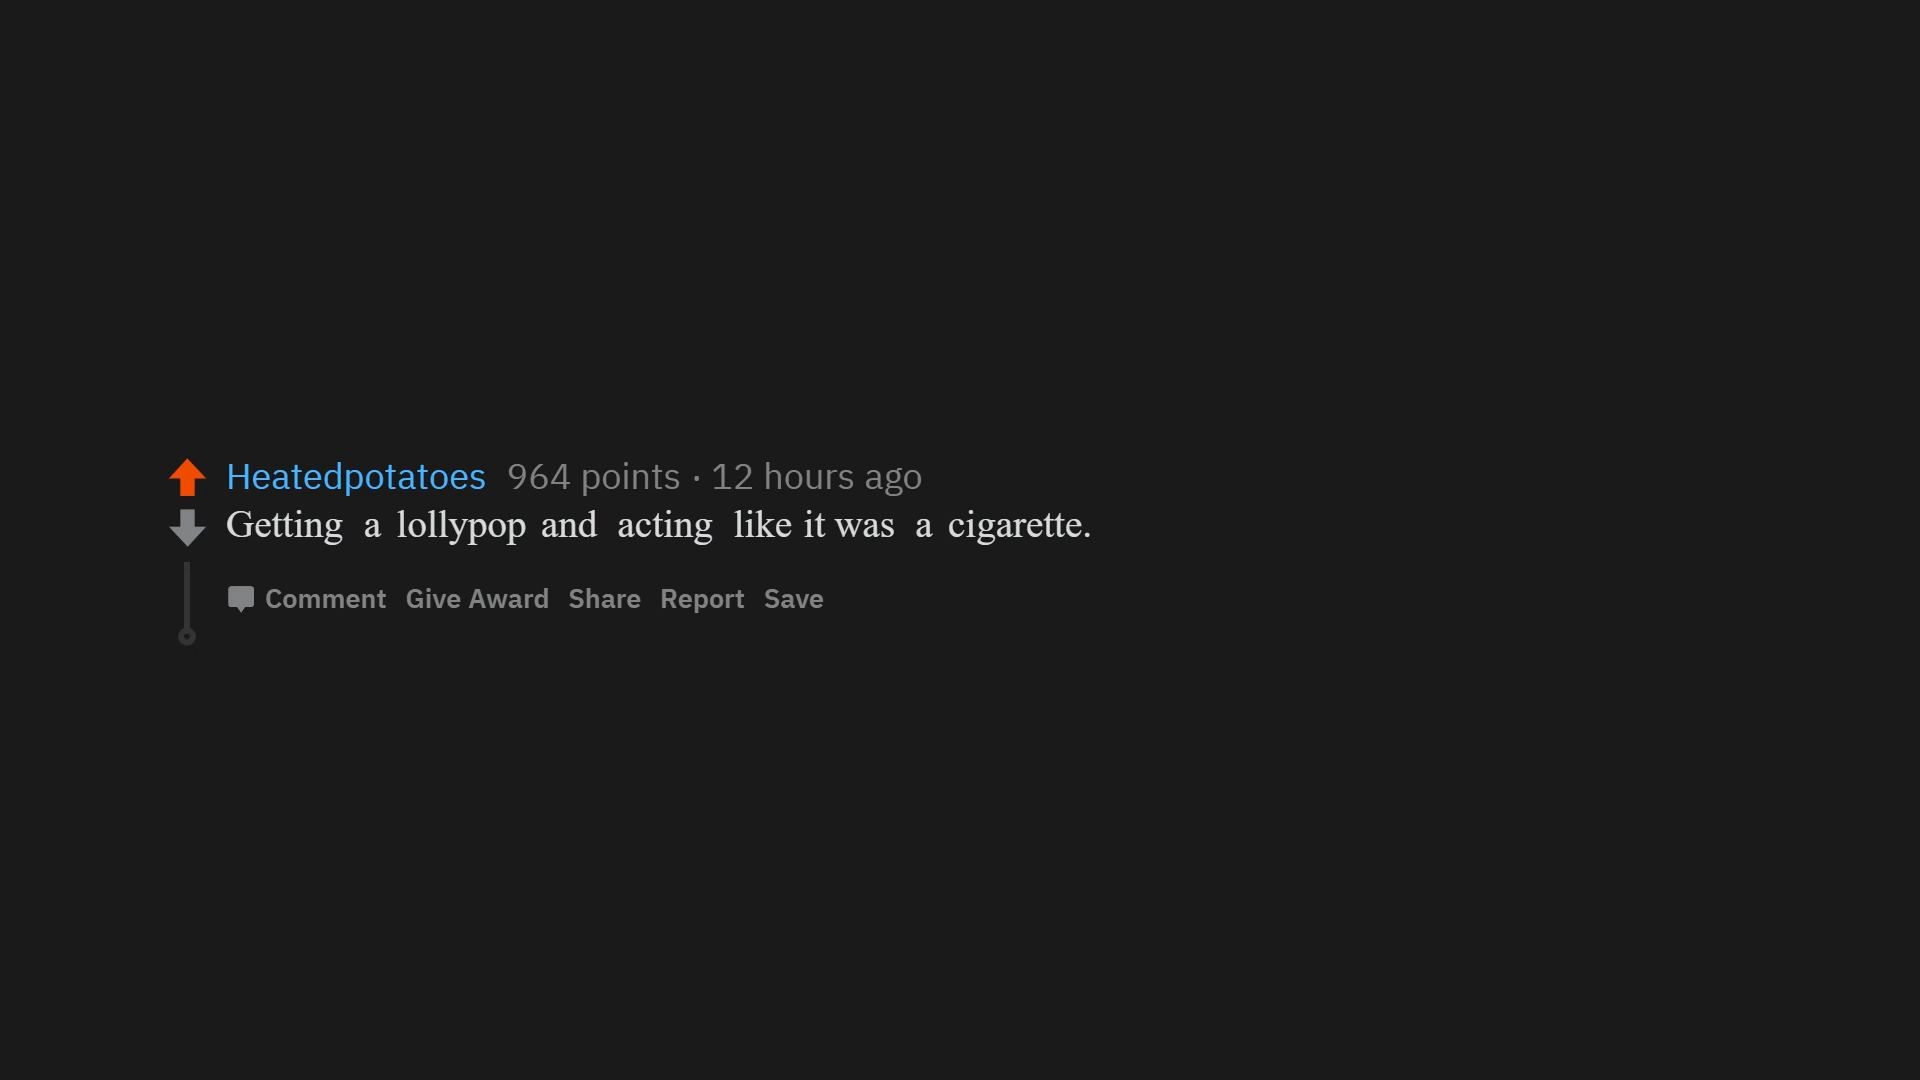 Heatedpotatoes 964 points · 12 hours ago
Getting a lollypop and acting like it was a cigarette.
Comment Give Award Share Report Save